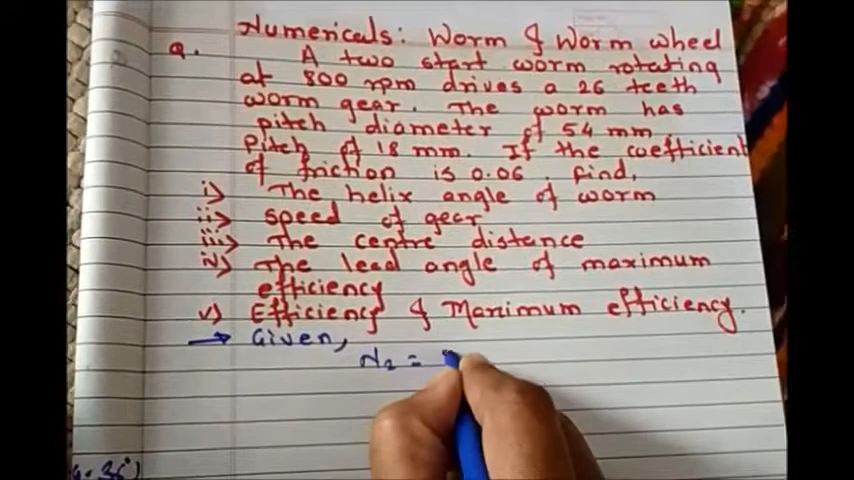 Numericals: Worm & Worm wheel
Q. A two start worm rotating
at 800 rpm drives a 26 teeth
worm gear. The worm has
pitch diameter of 54 mm
pitch of 18 mm. If the coefficient
of friction is 0.06. find,
i> The helix angle of worm
ii> speed of gear
iii> The centre distance
iv> The lead angle of maximum
efficiency
v> Efficiency & Maximum efficiency.
→ Given,
N2 =